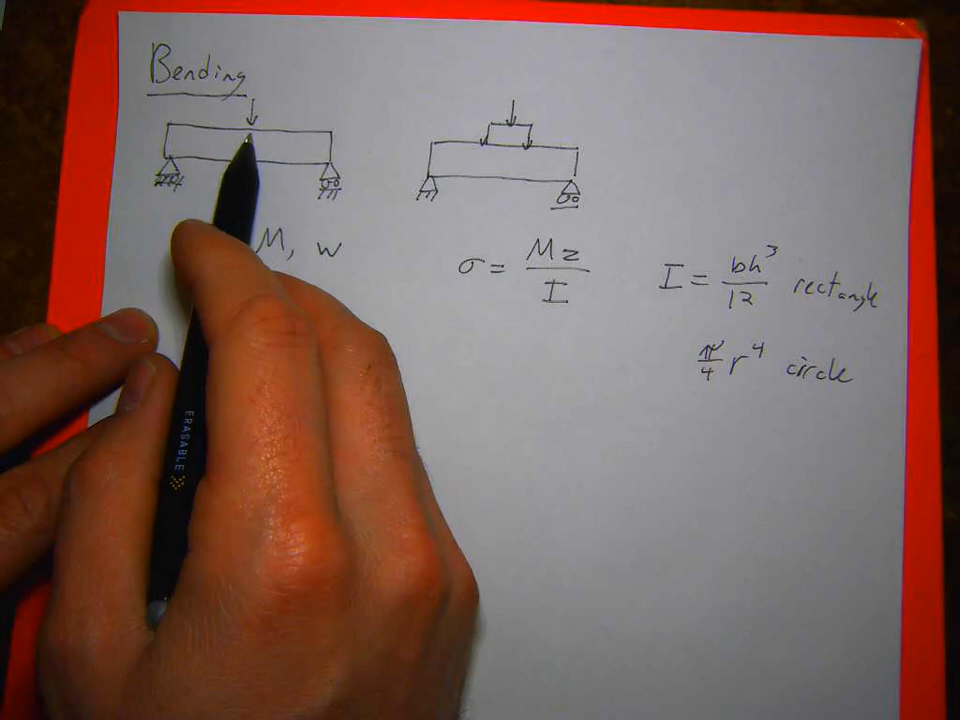 Bending
M, w
σ = Mz/I
I = bh³/12 rectangle
π/4 r⁴ circle
ERASABLE